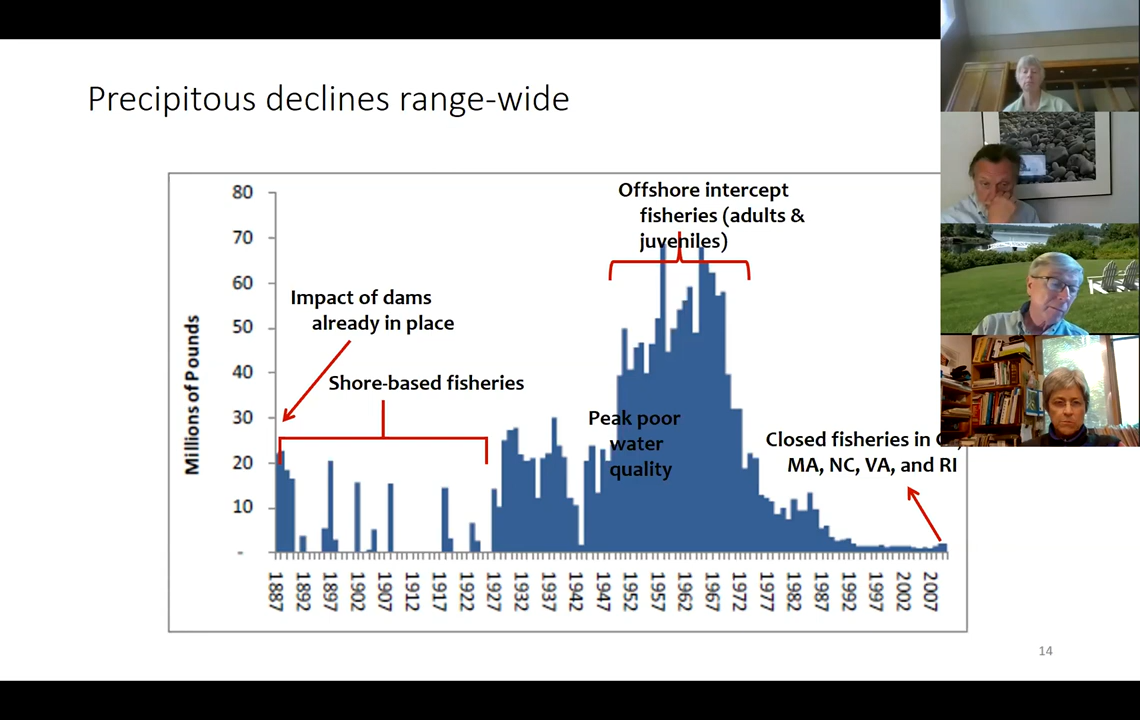 Precipitous declines range-wide
Offshore intercept
fisheries (adults &
juveniles)
Impact of dams
already in place
Shore-based fisheries
Peak poor
water
quality
Closed fisheries in
MA, NC, VA, and RI
Millions of Pounds
80
70
60
50
40
30
20
10
-
1887
1892
1897
1902
1907
1912
1917
1922
1927
1932
1937
1942
1947
1952
1957
1962
1967
1972
1977
1982
1987
1992
1997
2002
2007
14